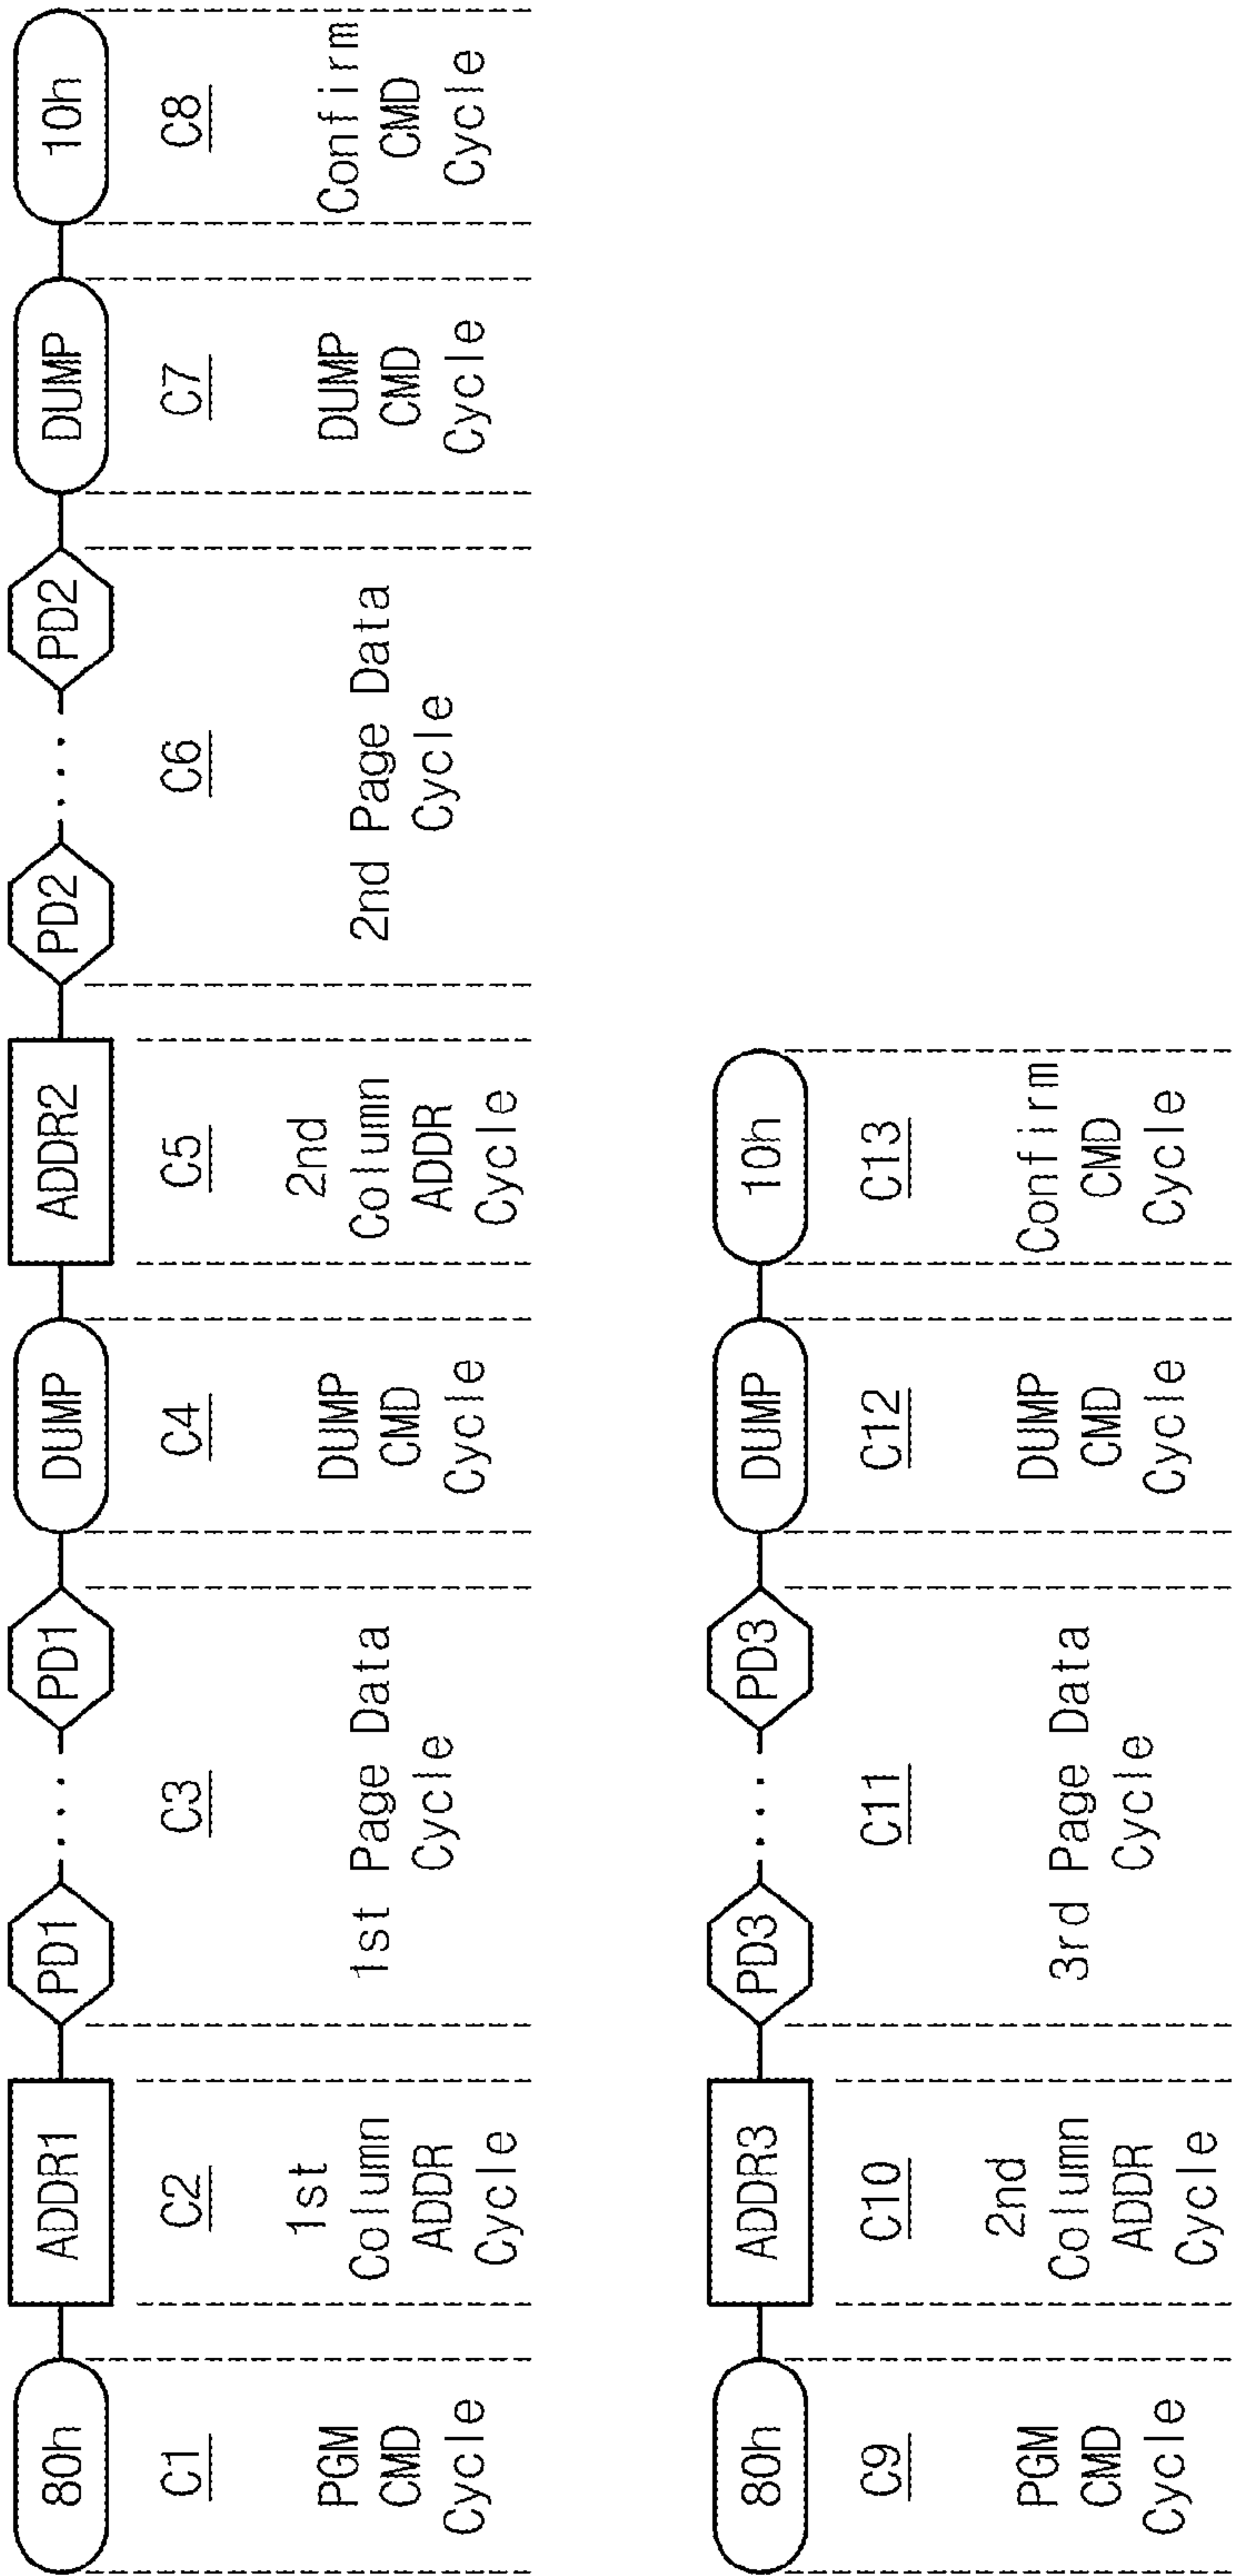 80h
ADDR1
PD1
. . .
PD1
DUMP
ADDR2
PD2
. . .
PD2
DUMP
10h
C1
C2
C3
C4
C5
C6
C7
C8
PGM
CMD
Cycle
1st
Column
ADDR
Cycle
1st Page Data
Cycle
DUMP
CMD
Cycle
2nd
Column
ADDR
Cycle
2nd Page Data
Cycle
DUMP
CMD
Cycle
Confirm
CMD
Cycle
80h
ADDR3
PD3
. . .
PD3
DUMP
10h
C9
C10
C11
C12
C13
PGM
CMD
Cycle
2nd
Column
ADDR
Cycle
3rd Page Data
Cycle
DUMP
CMD
Cycle
Confirm
CMD
Cycle